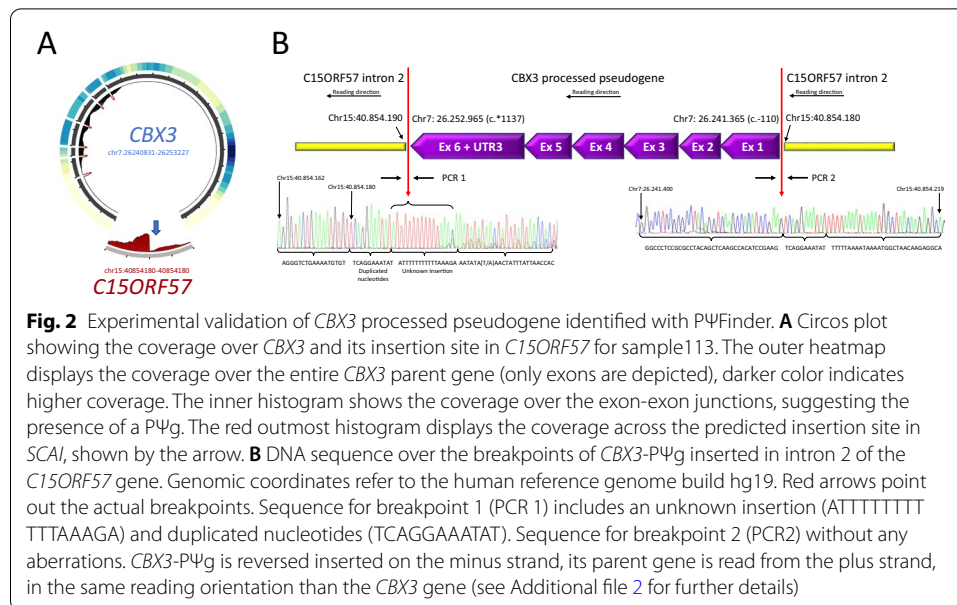 A
CBX3
chr7:26240831-26253227
chr15:40854180-40854180
C15ORF57
B
C15ORF57 intron 2
CBX3 processed pseudogene
C15ORF57 intron 2
Reading direction
Reading direction
Reading direction
Chr15:40.854.190
Chr7: 26.252.965 (c.*1137)
Chr7: 26.241.365 (c.-110)
Chr15:40.854.180
Ex 6 + UTR3
Ex 5
Ex 4
Ex 3
Ex 2
Ex 1
PCR 1
PCR 2
Chr15:40.854.162
Chr15:40.854.180
Chr7:26.241.400
Chr15:40.854.219
AGGGTCTGAAAATGTGT
TCAGGAAATAT
ATTTTTTTTTTTAAAGA
AATATA[T/A]AACTATTTATTAACCAC
Duplicated
nucleotides
Unknown insertion
GGCCCTCCGCGCCTACAGCTCAAGCCACATCCGAAG
TCAGGAAATAT
TTTTTAAAATAAAATGGCTAACAAGAGGCA
Fig. 2 Experimental validation of CBX3 processed pseudogene identified with PΨFinder. A Circos plot
showing the coverage over CBX3 and its insertion site in C15ORF57 for sample113. The outer heatmap
displays the coverage over the entire CBX3 parent gene (only exons are depicted), darker color indicates
higher coverage. The inner histogram shows the coverage over the exon-exon junctions, suggesting the
presence of a PΨg. The red outmost histogram displays the coverage across the predicted insertion site in
SCAI, shown by the arrow. B DNA sequence over the breakpoints of CBX3-PΨg inserted in intron 2 of the
C15ORF57 gene. Genomic coordinates refer to the human reference genome build hg19. Red arrows point
out the actual breakpoints. Sequence for breakpoint 1 (PCR 1) includes an unknown insertion (ATTTTTTTTT
TTTAAAGA) and duplicated nucleotides (TCAGGAAATAT). Sequence for breakpoint 2 (PCR2) without any
aberrations. CBX3-PΨg is reversed inserted on the minus strand, its parent gene is read from the plus strand,
in the same reading orientation than the CBX3 gene (see Additional file 2 for further details)